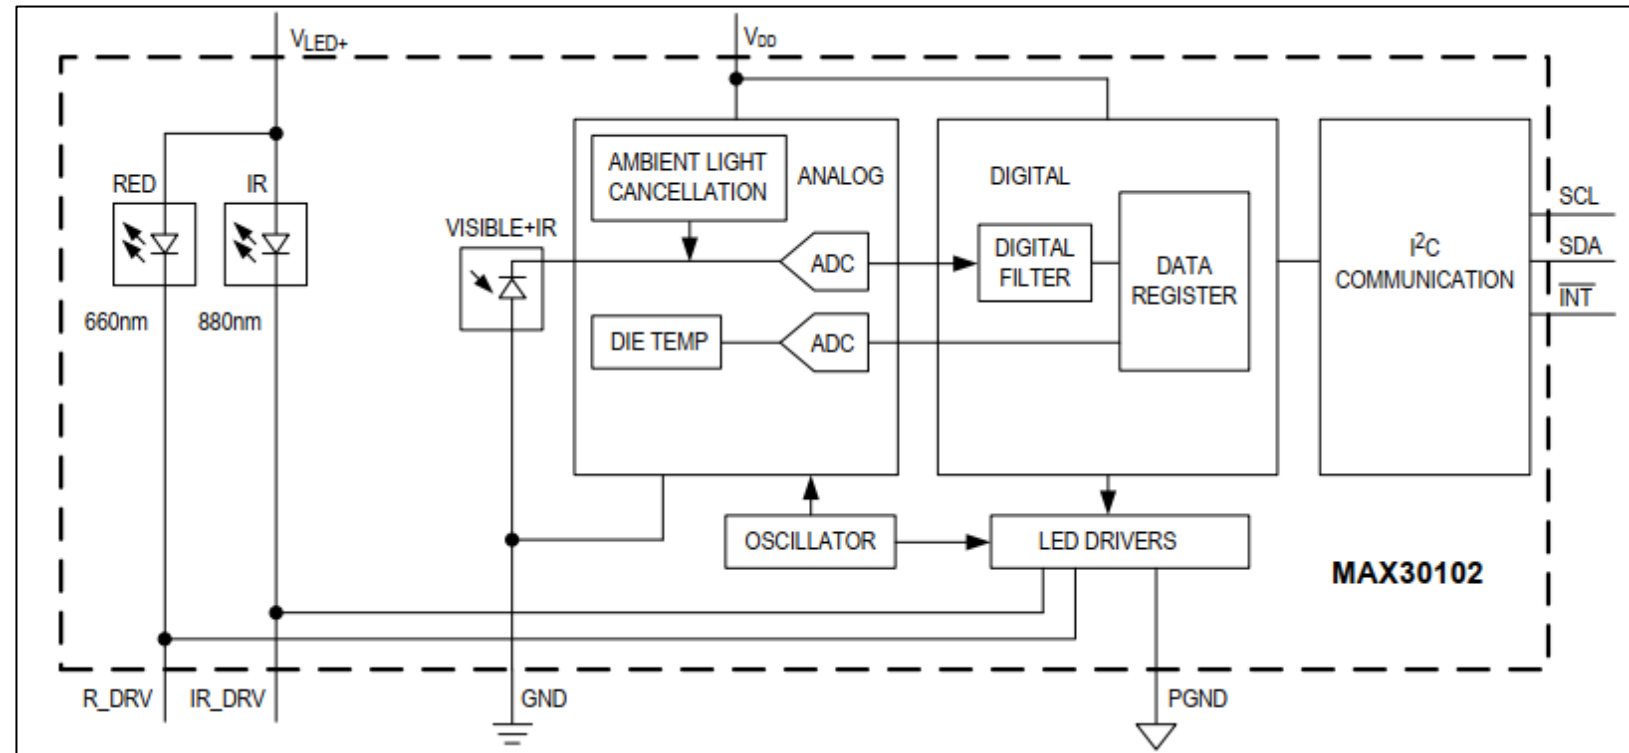 VLED+
VDD
AMBIENT LIGHT
CANCELLATION
ANALOG
DIGITAL
RED
IR
SCL
VISIBLE+IR
SDA
ADC
DIGITAL
FILTER
DATA
REGISTER
I²C
COMMUNICATION
INT
660nm
880nm
DIE TEMP
ADC
OSCILLATOR
LED DRIVERS
MAX30102
R_DRV
IR_DRV
GND
PGND